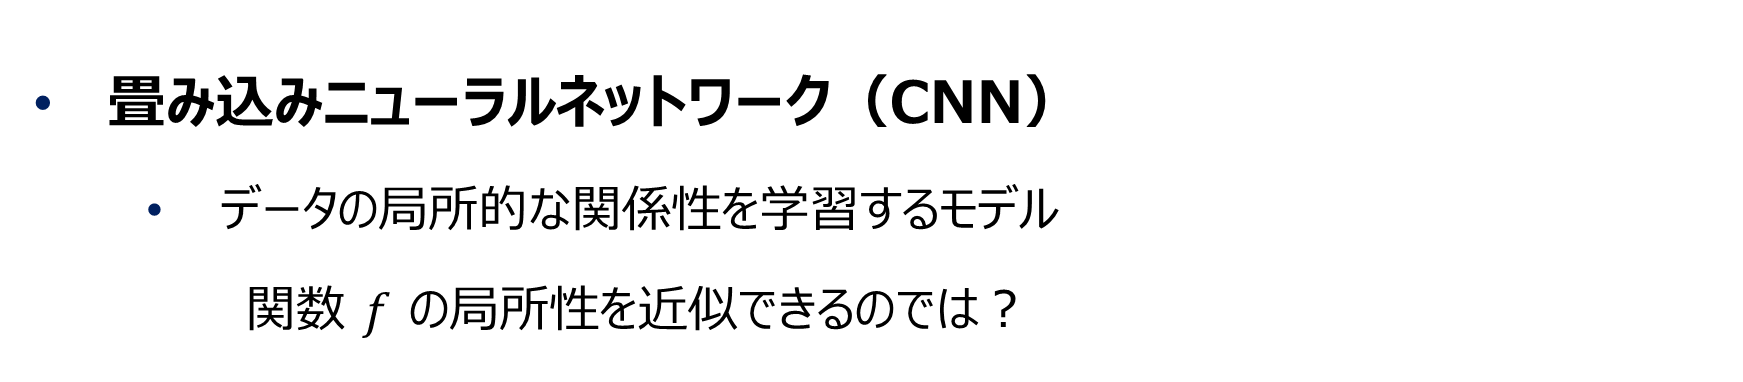 • 畳み込みニューラルネットワーク（CNN）
• データの局所的な関係性を学習するモデル
関数 f の局所性を近似できるのでは？